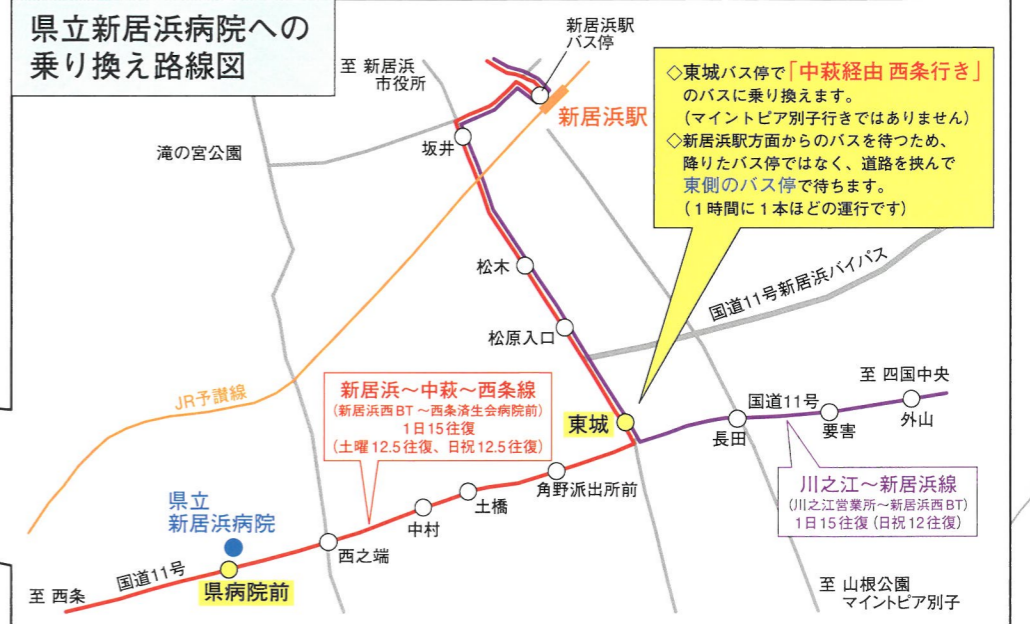 県立新居浜病院への
乗り換え路線図
至 新居浜
市役所
新居浜駅
バス停
新居浜駅
◇東城バス停で「中萩経由 西条行き」
のバスに乗り換えます。
(マイントピア別子行きではありません)
◇新居浜駅方面からのバスを待つため、
降りたバス停ではなく、道路を挟んで
東側のバス停で待ちます。
(1時間に1本ほどの運行です)
滝の宮公園
坂井
松木
松原入口
国道11号新居浜バイパス
JR予讃線
新居浜~中萩~西条線
(新居浜西BT~西条済生会病院前)
1日15往復
(土曜12.5往復、日祝12.5往復)
東城
至 四国中央
国道11号
長田
要害
外山
川之江~新居浜線
(川之江営業所~新居浜西BT)
1日15往復(日祝12往復)
角野派出所前
土橋
中村
西之端
県立
新居浜病院
国道11号
県病院前
至 西条
至 山根公園
マイントピア別子